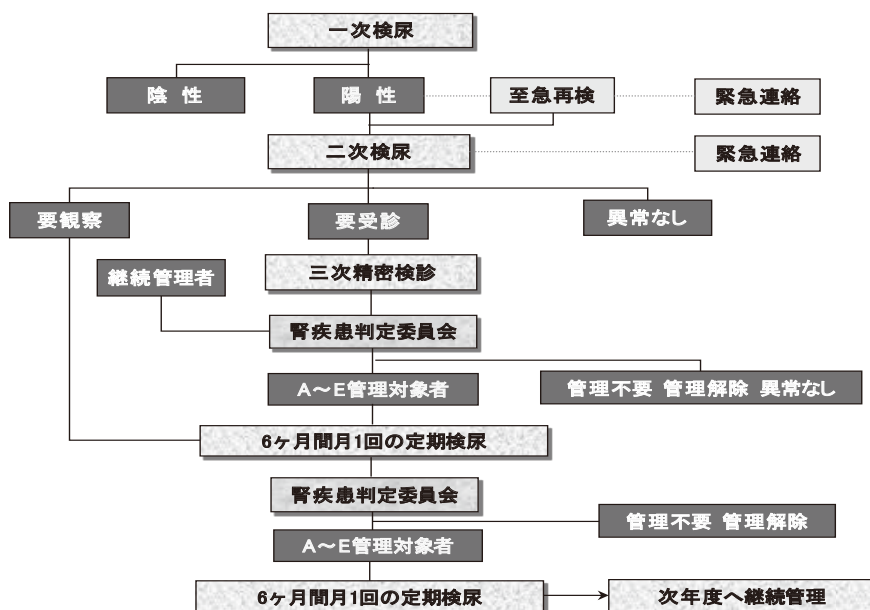 一次検尿
陰 性
陽 性
至急再検
緊急連絡
二次検尿
緊急連絡
要観察
要受診
異常なし
継続管理者
三次精密検診
腎疾患判定委員会
A～E管理対象者
管理不要 管理解除 異常なし
6ヶ月間月1回の定期検尿
腎疾患判定委員会
管理不要 管理解除
A～E管理対象者
6ヶ月間月1回の定期検尿
次年度へ継続管理